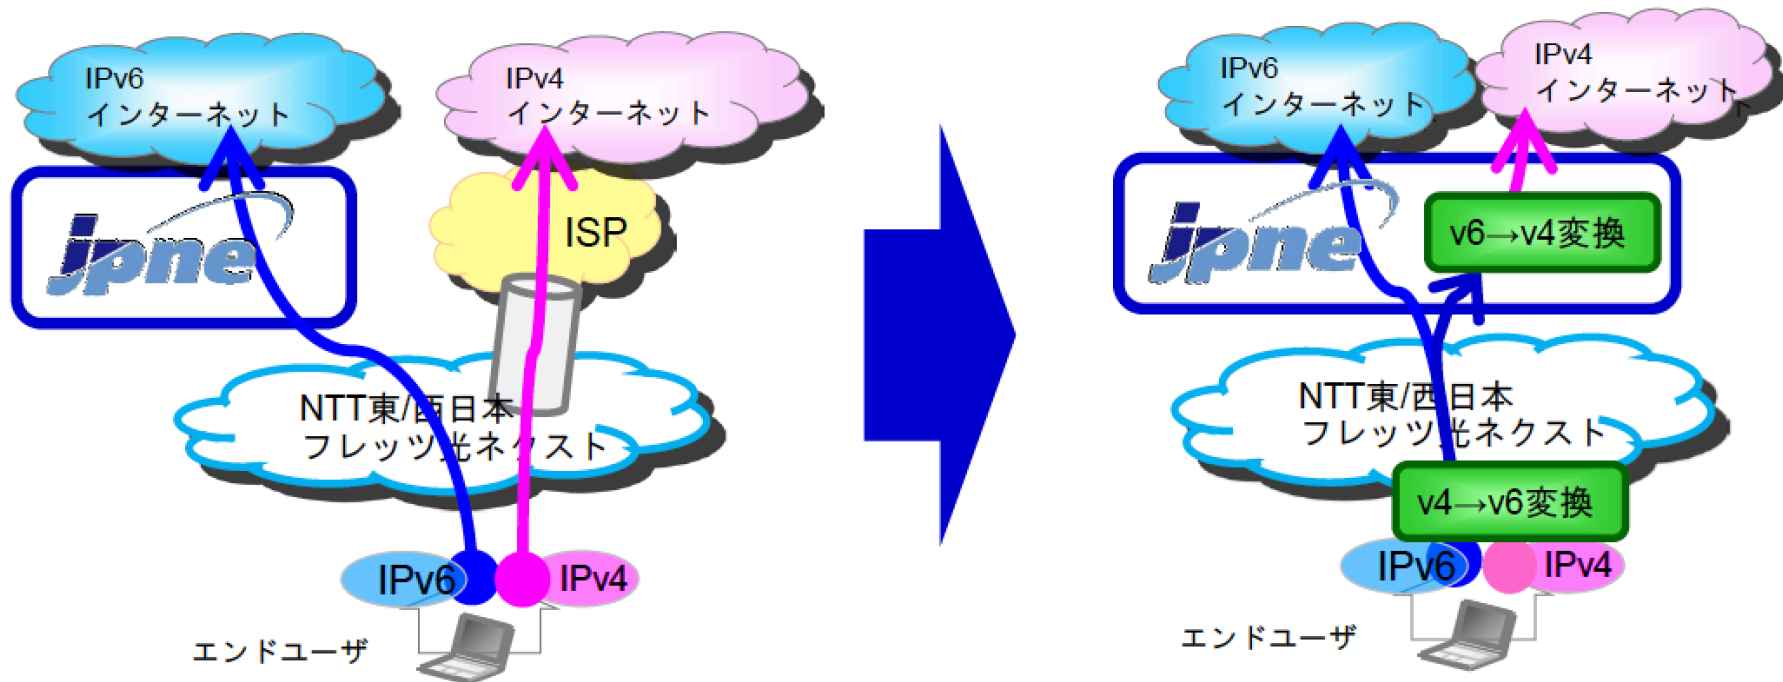 IPv6
インターネット
IPv4
インターネット
jpne
ISP
NTT東/西日本
フレッツ光ネクスト
IPv6
IPv4
エンドユーザ
IPv6
インターネット
IPv4
インターネット
jpne
v6→v4変換
NTT東/西日本
フレッツ光ネクスト
v4→v6変換
IPv6
IPv4
エンドユーザ